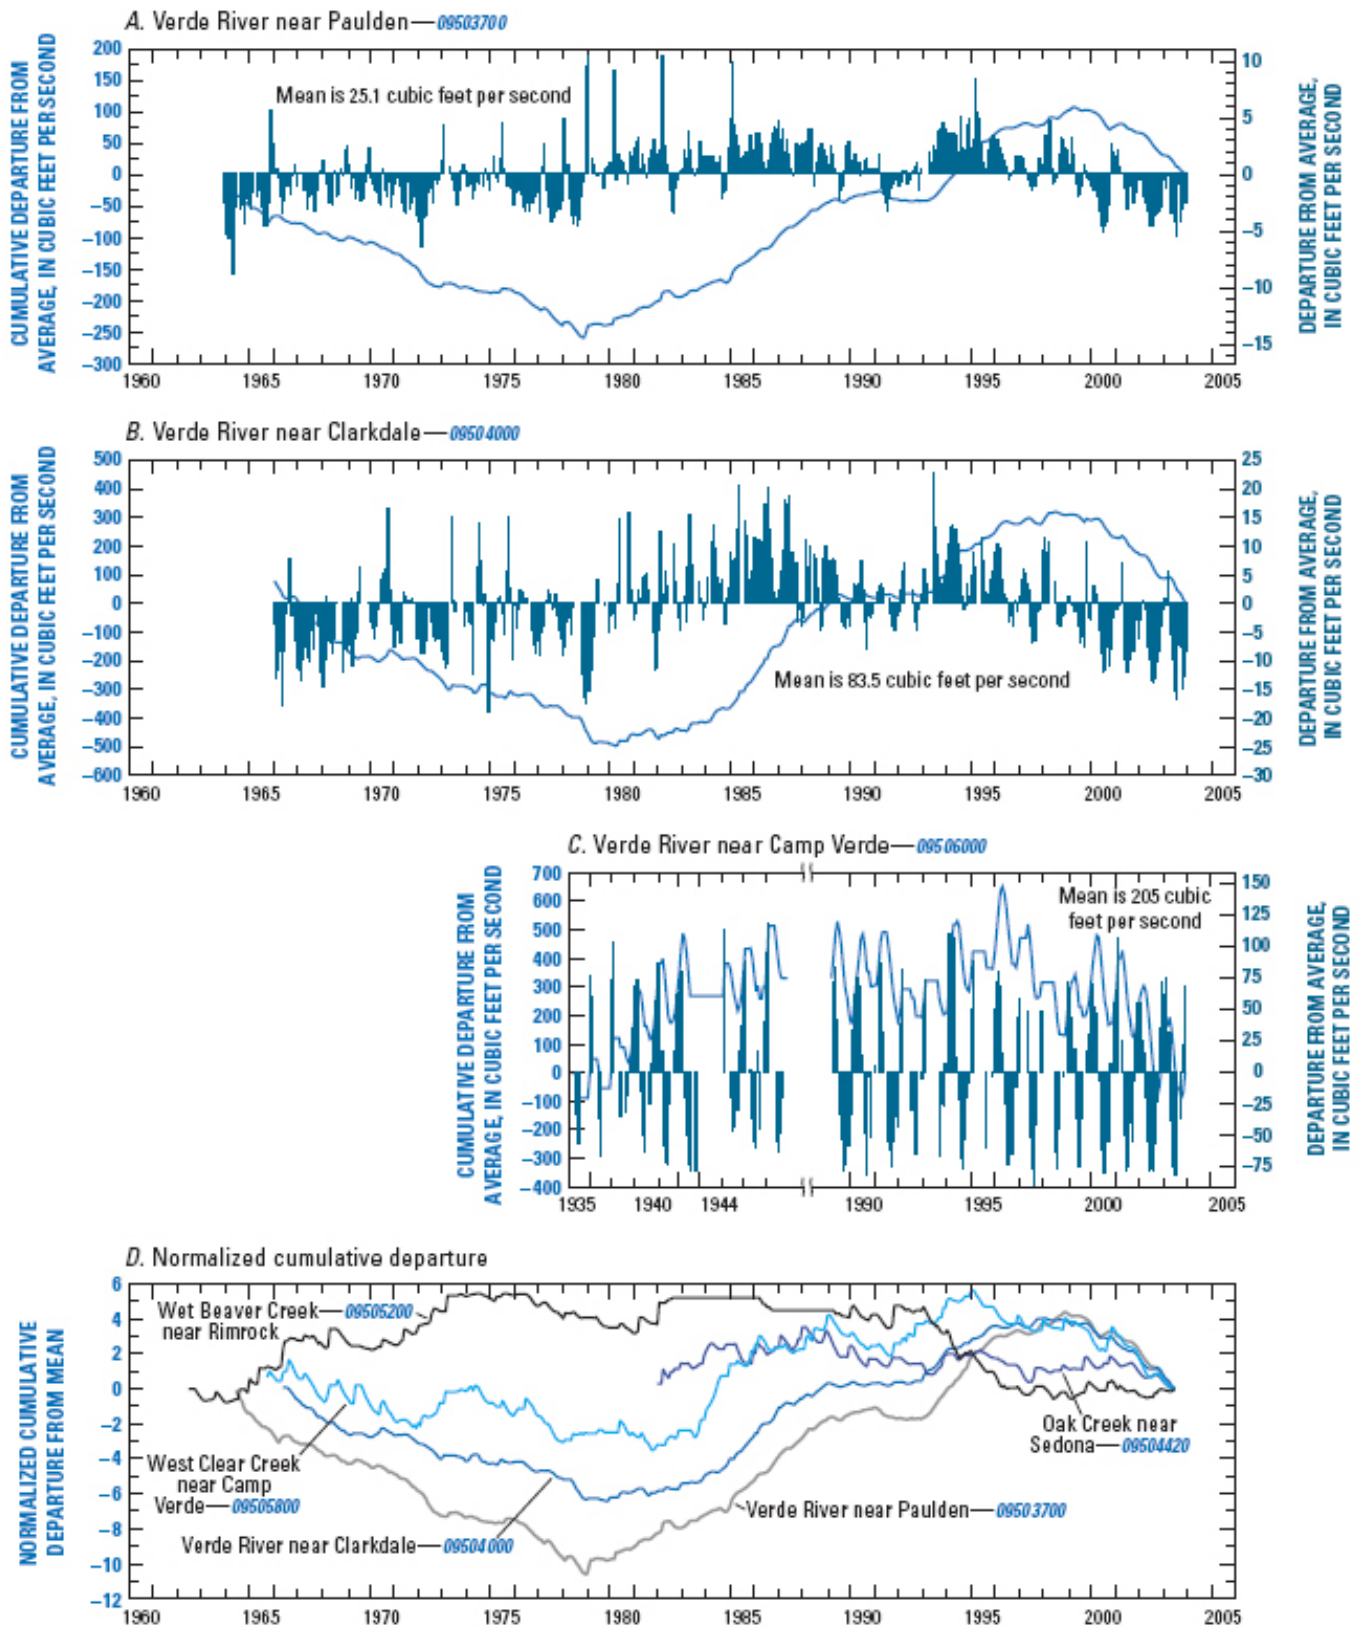 A. Verde River near Paulden—09503700
CUMULATIVE DEPARTURE FROM
AVERAGE, IN CUBIC FEET PER SECOND
200
150
100
50
0
−50
−100
−150
−200
−250
−300
Mean is 25.1 cubic feet per second
10
5
0
−5
−10
−15
DEPARTURE FROM AVERAGE,
IN CUBIC FEET PER SECOND
1960 1965 1970 1975 1980 1985 1990 1995 2000 2005
B. Verde River near Clarkdale—09504000
CUMULATIVE DEPARTURE FROM
AVERAGE, IN CUBIC FEET PER SECOND
500
400
300
200
100
0
−100
−200
−300
−400
−500
−600
Mean is 83.5 cubic feet per second
25
20
15
10
5
0
−5
−10
−15
−20
−25
−30
DEPARTURE FROM AVERAGE,
IN CUBIC FEET PER SECOND
1960 1965 1970 1975 1980 1985 1990 1995 2000 2005
C. Verde River near Camp Verde—09506000
CUMULATIVE DEPARTURE FROM
AVERAGE, IN CUBIC FEET PER SECOND
700
600
500
400
300
200
100
0
−100
−200
−300
−400
Mean is 205 cubic
feet per second
150
125
100
75
50
25
0
−25
−50
−75
DEPARTURE FROM AVERAGE,
IN CUBIC FEET PER SECOND
1935 1940 1944 1990 1995 2000 2005
D. Normalized cumulative departure
NORMALIZED CUMULATIVE
DEPARTURE FROM MEAN
6
4
2
0
−2
−4
−6
−8
−10
−12
Wet Beaver Creek—09505200
near Rimrock
West Clear Creek
near Camp
Verde—09505800
Verde River near Clarkdale—09504000
Verde River near Paulden—09503700
Oak Creek near
Sedona—09504420
1960 1965 1970 1975 1980 1985 1990 1995 2000 2005